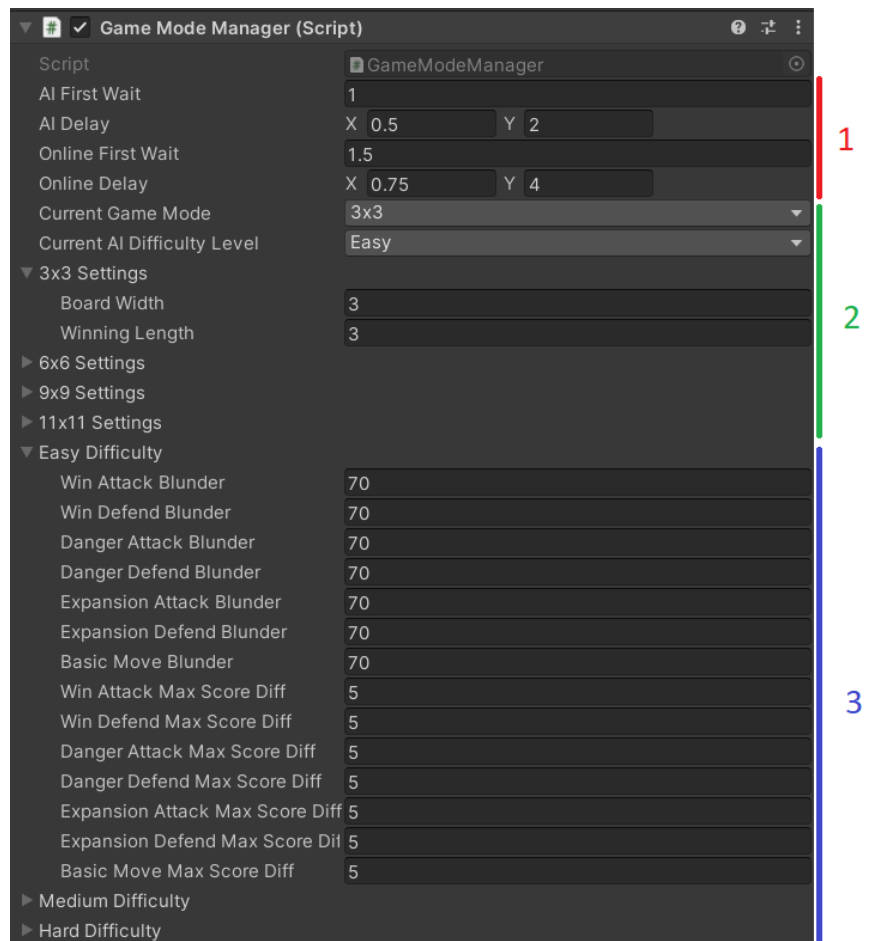 Game Mode Manager (Script)
Script GameModeManager
AI First Wait 1
AI Delay X 0.5 Y 2
Online First Wait 1.5
Online Delay X 0.75 Y 4
1
Current Game Mode 3x3
Current AI Difficulty Level Easy
3x3 Settings
Board Width 3
Winning Length 3
2
6x6 Settings
9x9 Settings
11x11 Settings
Easy Difficulty
Win Attack Blunder 70
Win Defend Blunder 70
Danger Attack Blunder 70
Danger Defend Blunder 70
Expansion Attack Blunder 70
Expansion Defend Blunder 70
Basic Move Blunder 70
Win Attack Max Score Diff 5
Win Defend Max Score Diff 5
3
Danger Attack Max Score Diff 5
Danger Defend Max Score Diff 5
Expansion Attack Max Score Diff 5
Expansion Defend Max Score Dif 5
Basic Move Max Score Diff 5
Medium Difficulty
Hard Difficulty